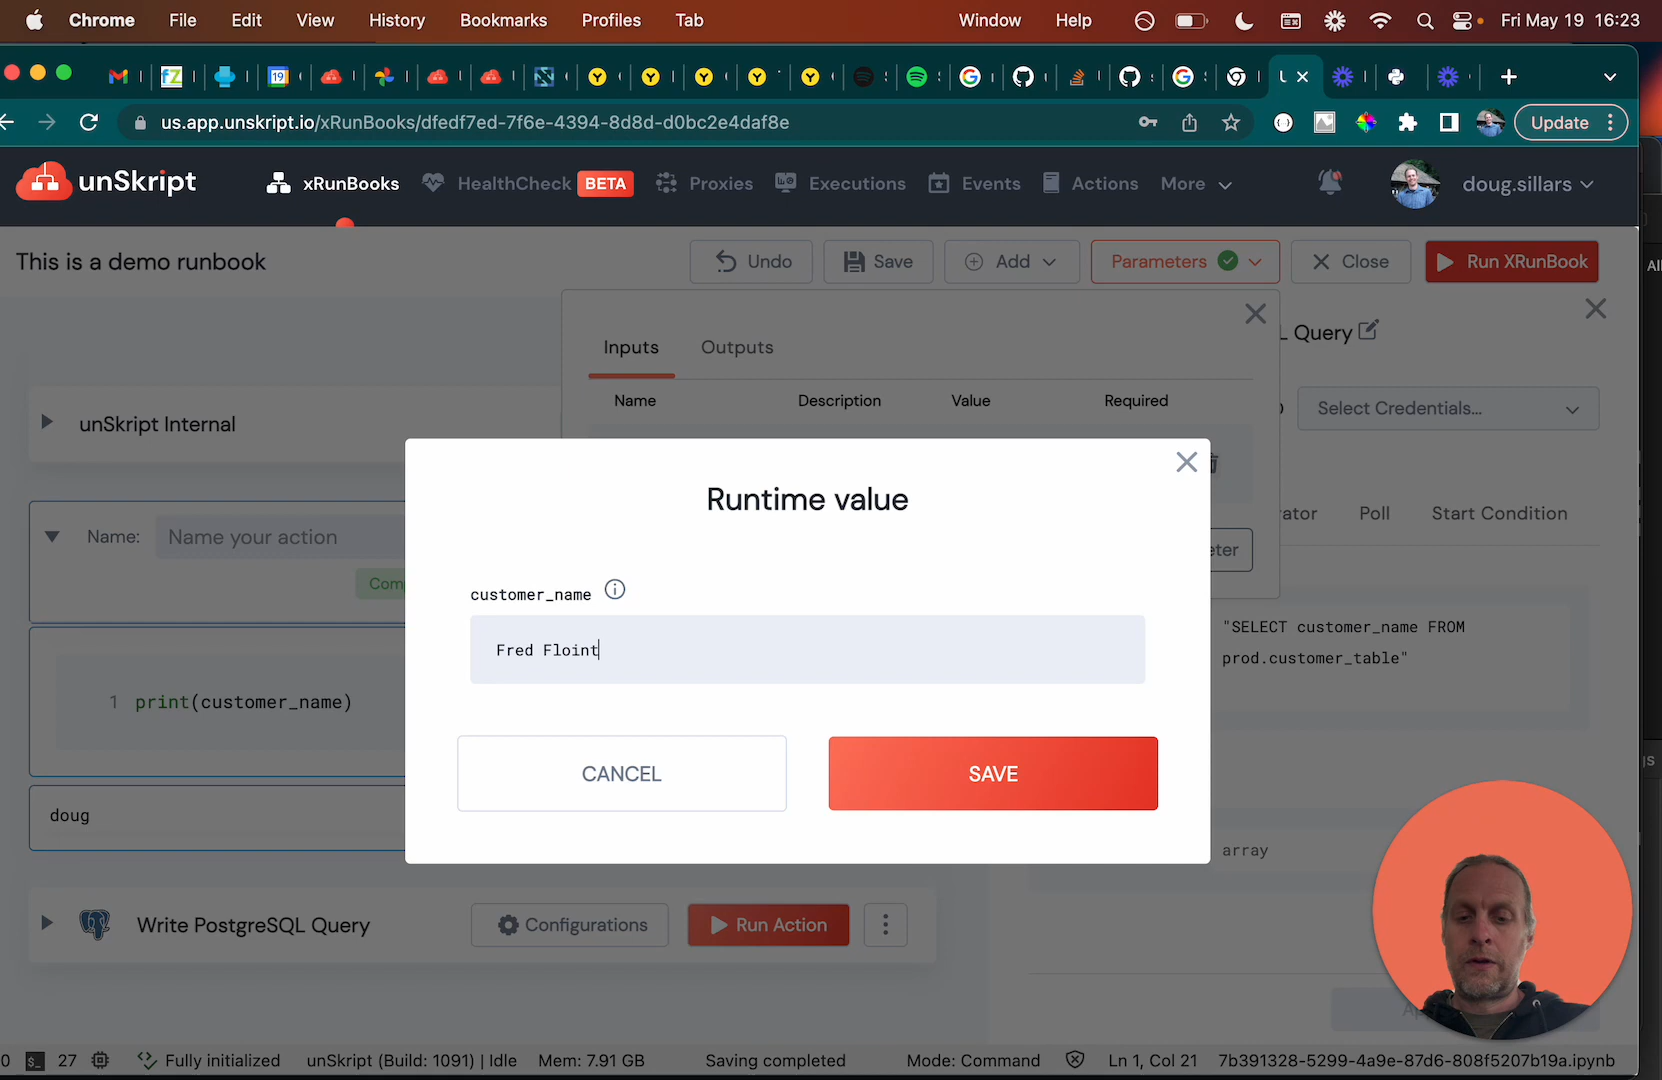 Chrome File Edit View History Bookmarks Profiles Tab Window Help Fri May 19 16:23
19
us.app.unskript.io/xRunBooks/dfedf7ed-7f6e-4394-8d8d-d0bc2e4daf8e Update
unSkript xRunBooks HealthCheck BETA Proxies Executions Events Actions More doug.sillars
This is a demo runbook Undo Save Add Parameters Close Run XRunBook
Inputs Outputs
Query
Name Description Value Required
Select Credentials...
unSkript Internal
Runtime value
Poll Start Condition
Name: Name your action
customer_name
"SELECT customer_name FROM
prod.customer_table"
Fred Floint
1 print(customer_name)
CANCEL SAVE
doug
array
Write PostgreSQL Query Configurations Run Action
0 27 Fully initialized unSkript (Build: 1091) | Idle Mem: 7.91 GB Saving completed Mode: Command Ln 1, Col 21 7b391328-5299-4a9e-87d6-808f5207b19a.ipynb